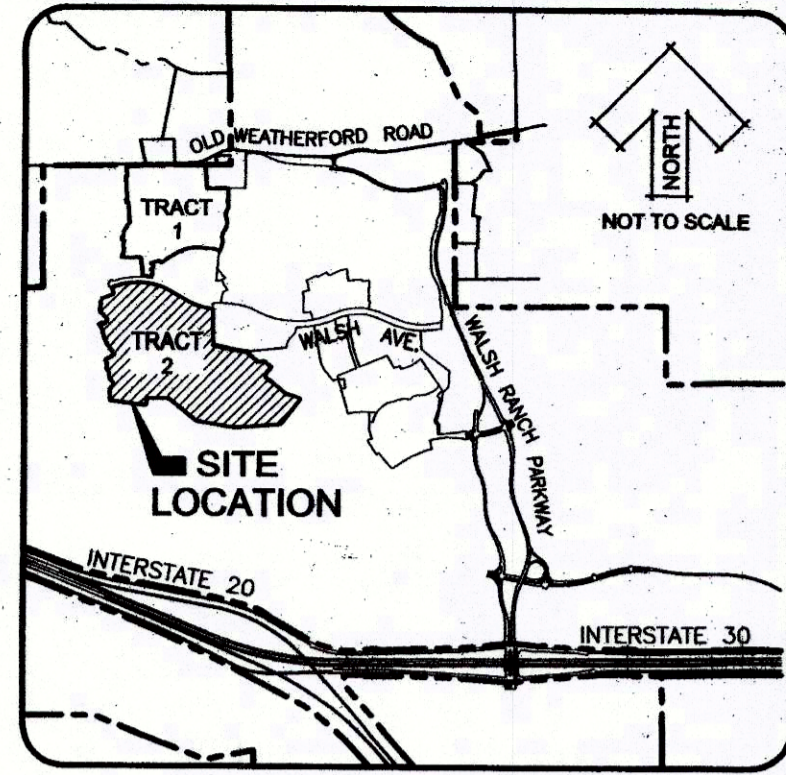 OLD WEATHERFORD ROAD
NORTH
NOT TO SCALE
TRACT
1
TRACT
2
WALSH AVE.
WALSH RANCH PARKWAY
SITE
LOCATION
INTERSTATE 20
INTERSTATE 30